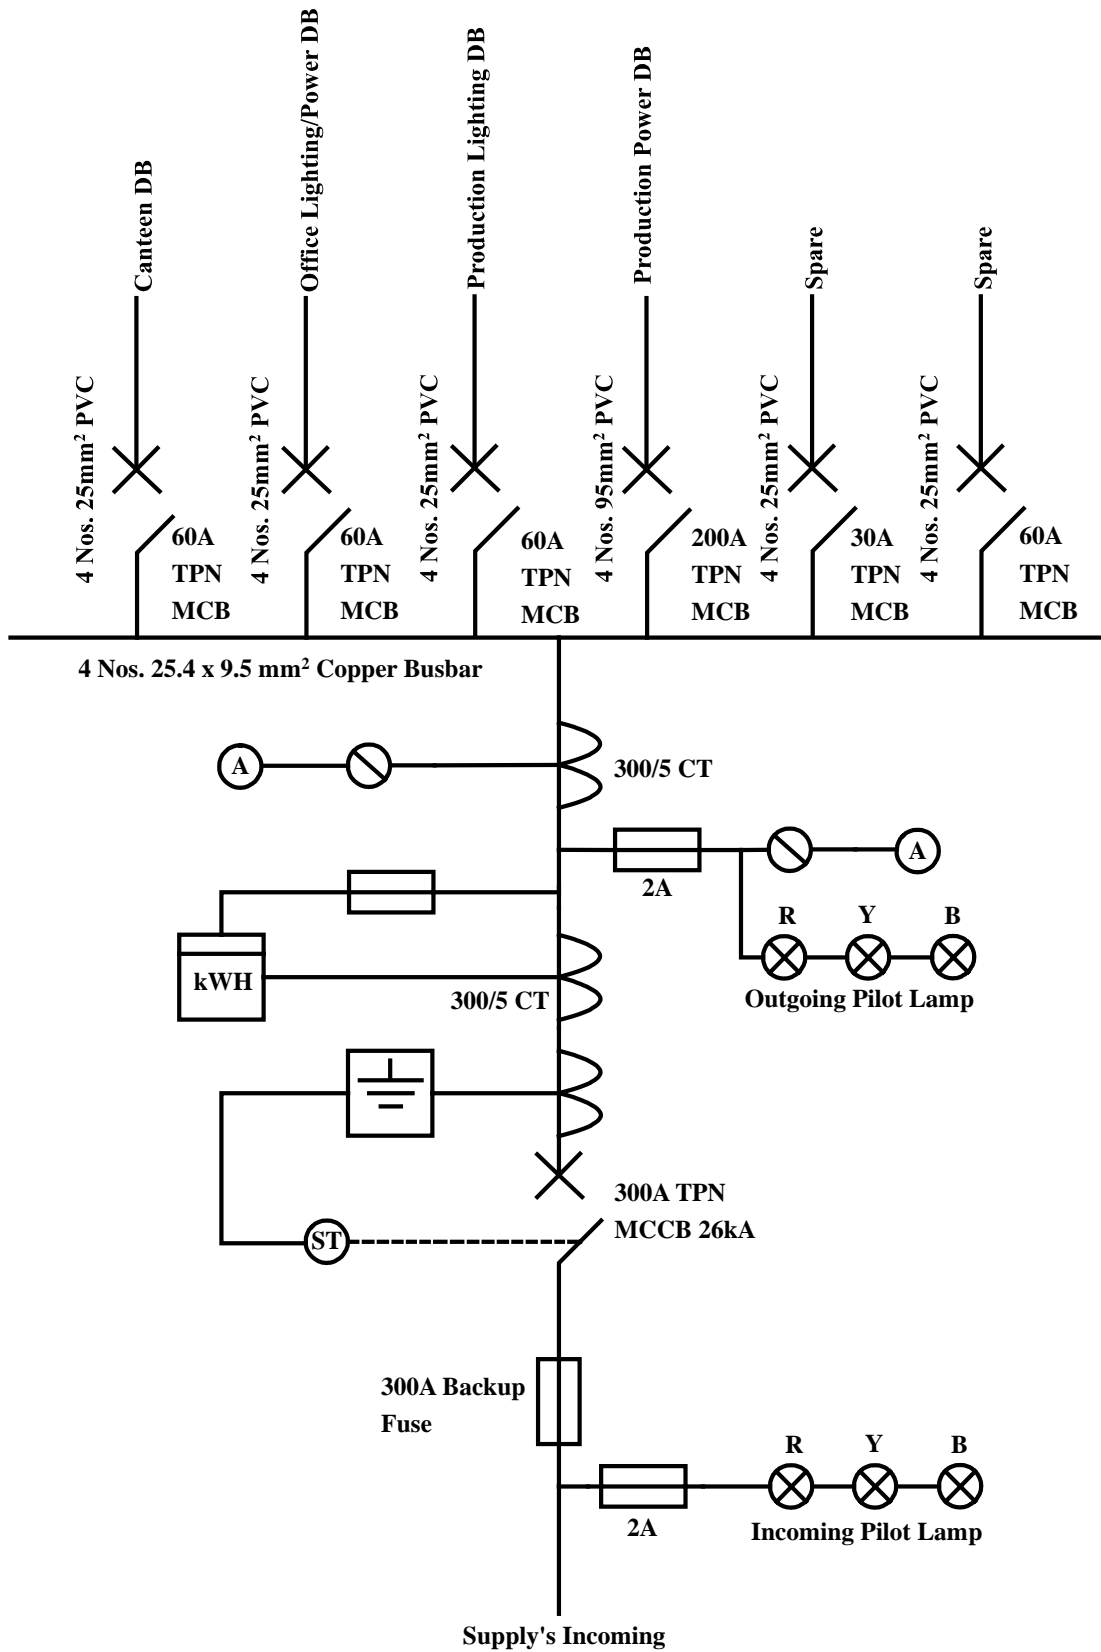 Canteen DB
Office Lighting/Power DB
Production Lighting DB
Production Power DB
Spare
Spare
4 Nos. 25mm² PVC
4 Nos. 25mm² PVC
4 Nos. 25mm² PVC
4 Nos. 95mm² PVC
4 Nos. 25mm² PVC
4 Nos. 25mm² PVC
60A
TPN
MCB
60A
TPN
MCB
60A
TPN
MCB
200A
TPN
MCB
30A
TPN
MCB
60A
TPN
MCB
4 Nos. 25.4 x 9.5 mm² Copper Busbar
A
300/5 CT
2A
A
R Y B
Outgoing Pilot Lamp
kWH
300/5 CT
300A TPN
MCCB 26kA
ST
300A Backup
Fuse
R Y B
2A
Incoming Pilot Lamp
Supply's Incoming